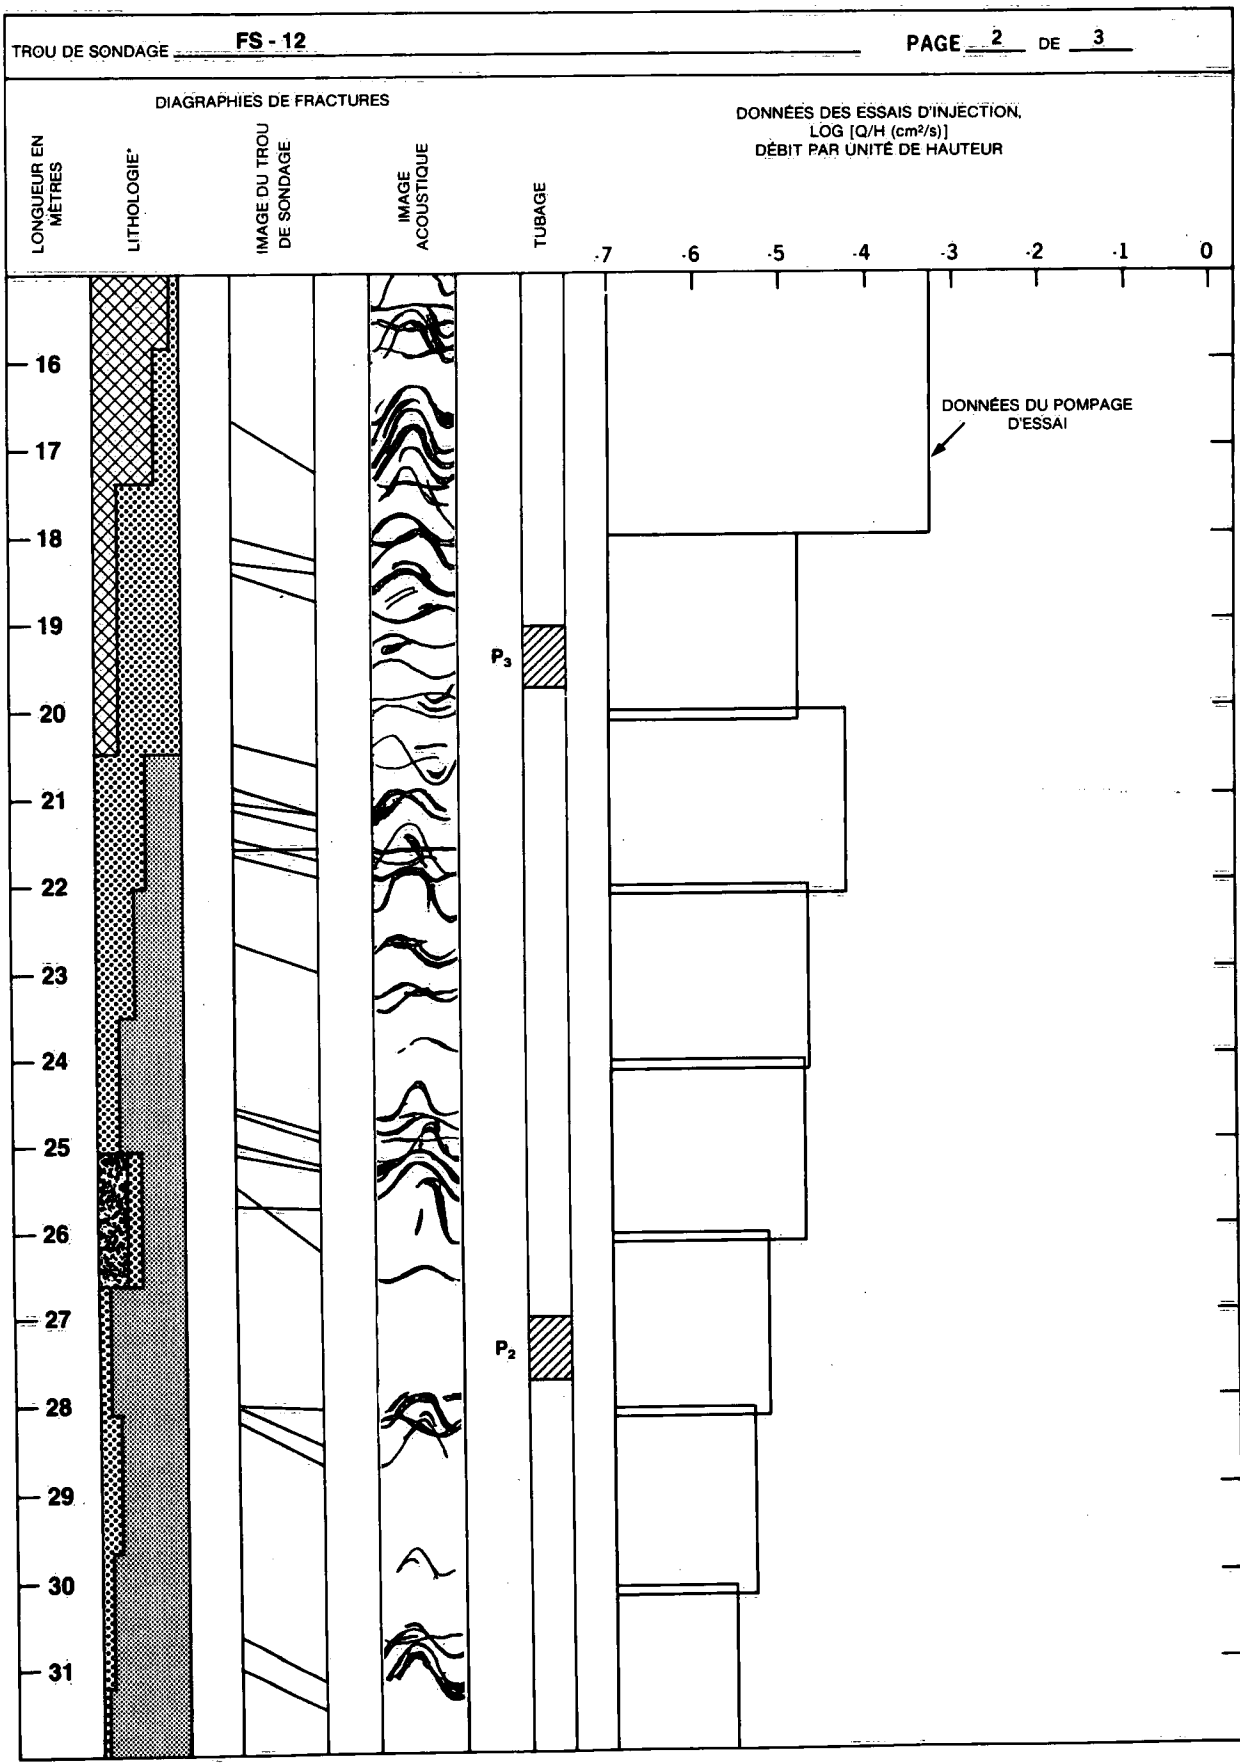 TROU DE SONDAGE FS - 12
PAGE 2 DE 3
DIAGRAPHIES DE FRACTURES
DONNÉES DES ESSAIS D'INJECTION,
LOG [Q/H (cm²/s)]
DÉBIT PAR UNITÉ DE HAUTEUR
LONGUEUR EN
MÈTRES
LITHOLOGIE*
IMAGE DU TROU
DE SONDAGE
IMAGE
ACOUSTIQUE
TUBAGE
-7 -6 -5 -4 -3 -2 -1 0
16
DONNÉES DU POMPAGE
D'ESSAI
17
18
19
P₃
20
21
22
23
24
25
26
27
P₂
28
29
30
31